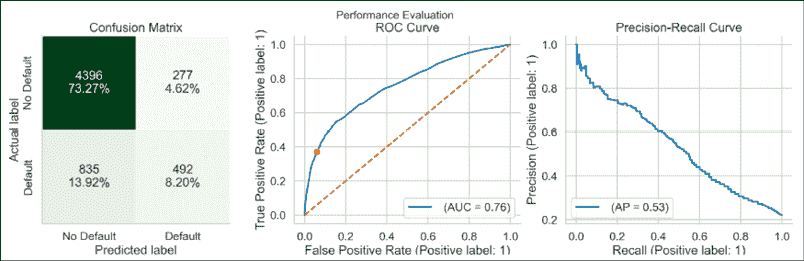 Performance Evaluation
Confusion Matrix
Actual label
No Default
Default
4396
73.27%
277
4.62%
835
13.92%
492
8.20%
No Default
Default
Predicted label
ROC Curve
True Positive Rate (Positive label: 1)
1.0
0.8
0.6
0.4
0.2
0.0
(AUC = 0.76)
0.0 0.2 0.4 0.6 0.8 1.0
False Positive Rate (Positive label: 1)
Precision-Recall Curve
Precision (Positive label: 1)
1.0
0.8
0.6
0.4
0.2
(AP = 0.53)
0.0 0.2 0.4 0.6 0.8 1.0
Recall (Positive label: 1)